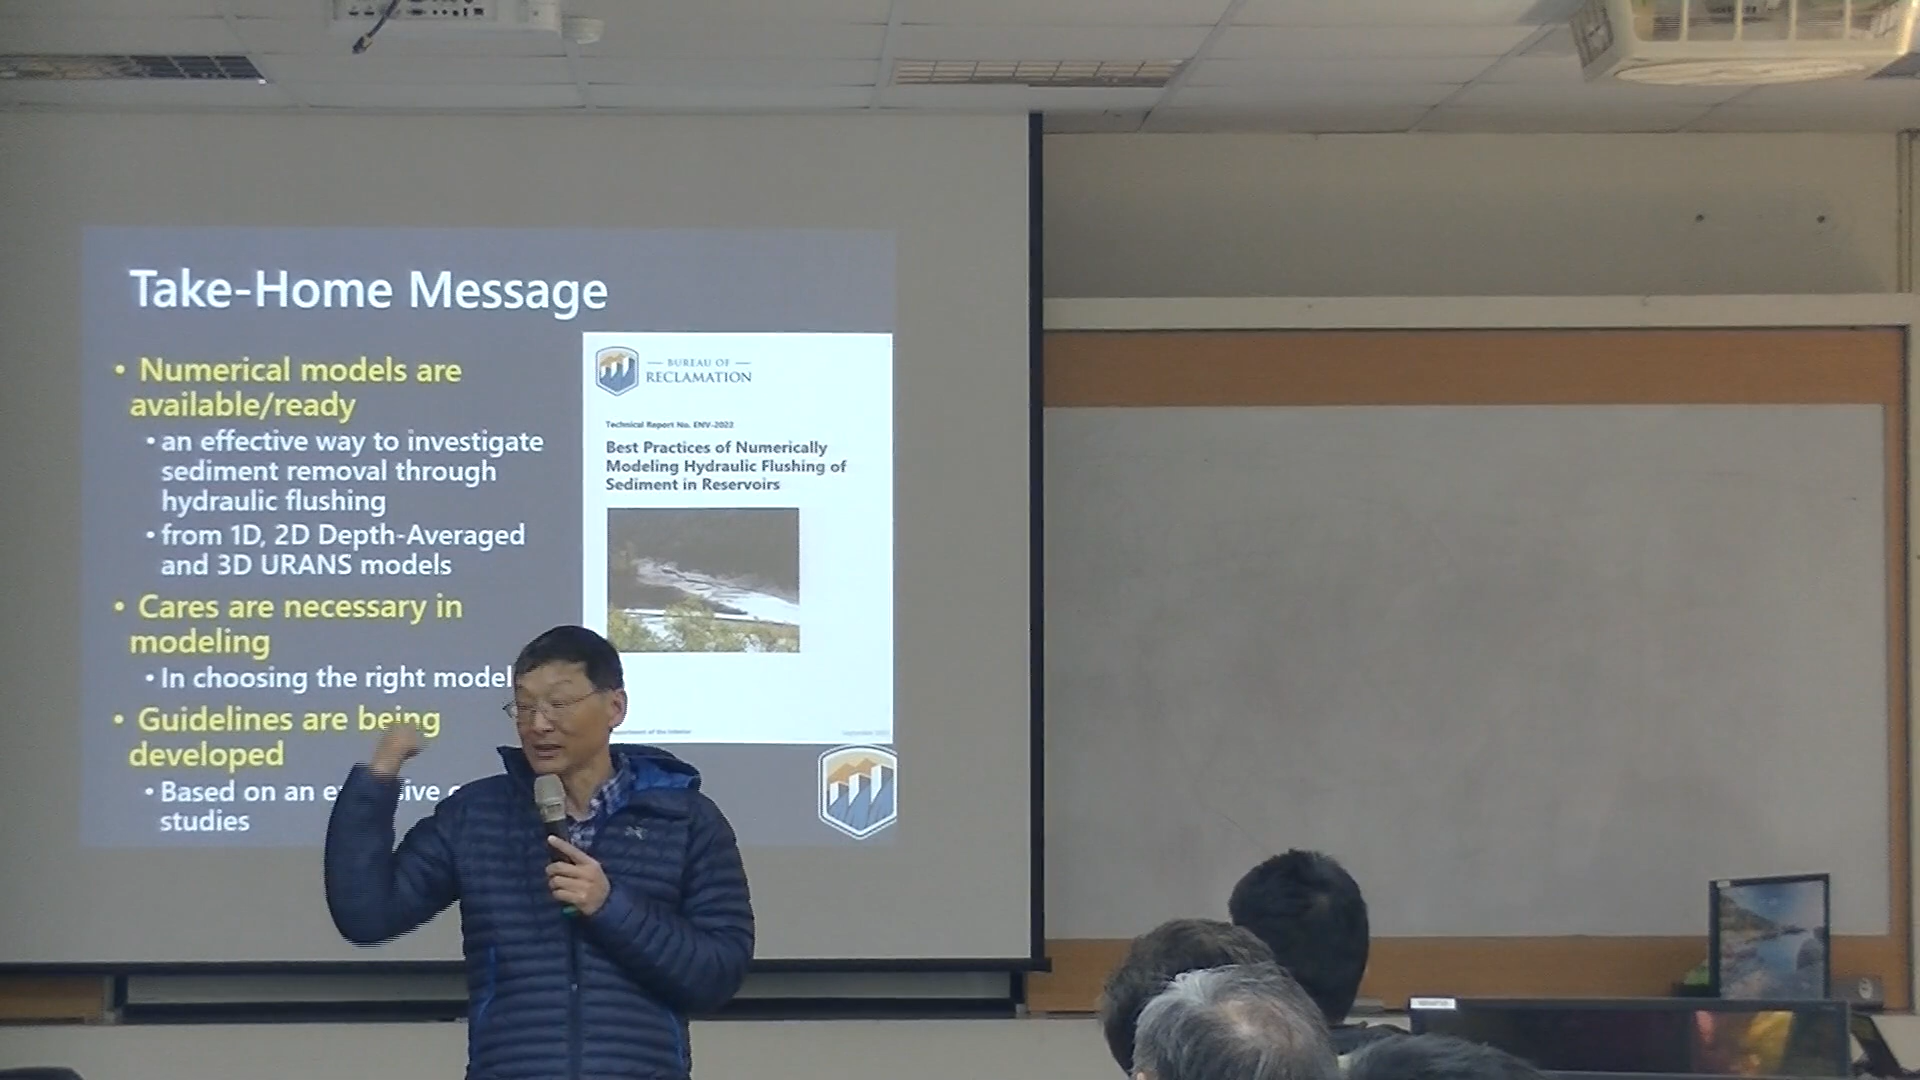 Take-Home Message
• Numerical models are
available/ready
• an effective way to investigate
sediment removal through
hydraulic flushing
• from 1D, 2D Depth-Averaged
and 3D URANS models
• Cares are necessary in
modeling
• In choosing the right model
• Guidelines are being
developed
• Based on an
studies
BUREAU OF
RECLAMATION
Technical Report No. ENV-2022
Best Practices of Numerically
Modeling Hydraulic Flushing of
Sediment in Reservoirs
of the Interior